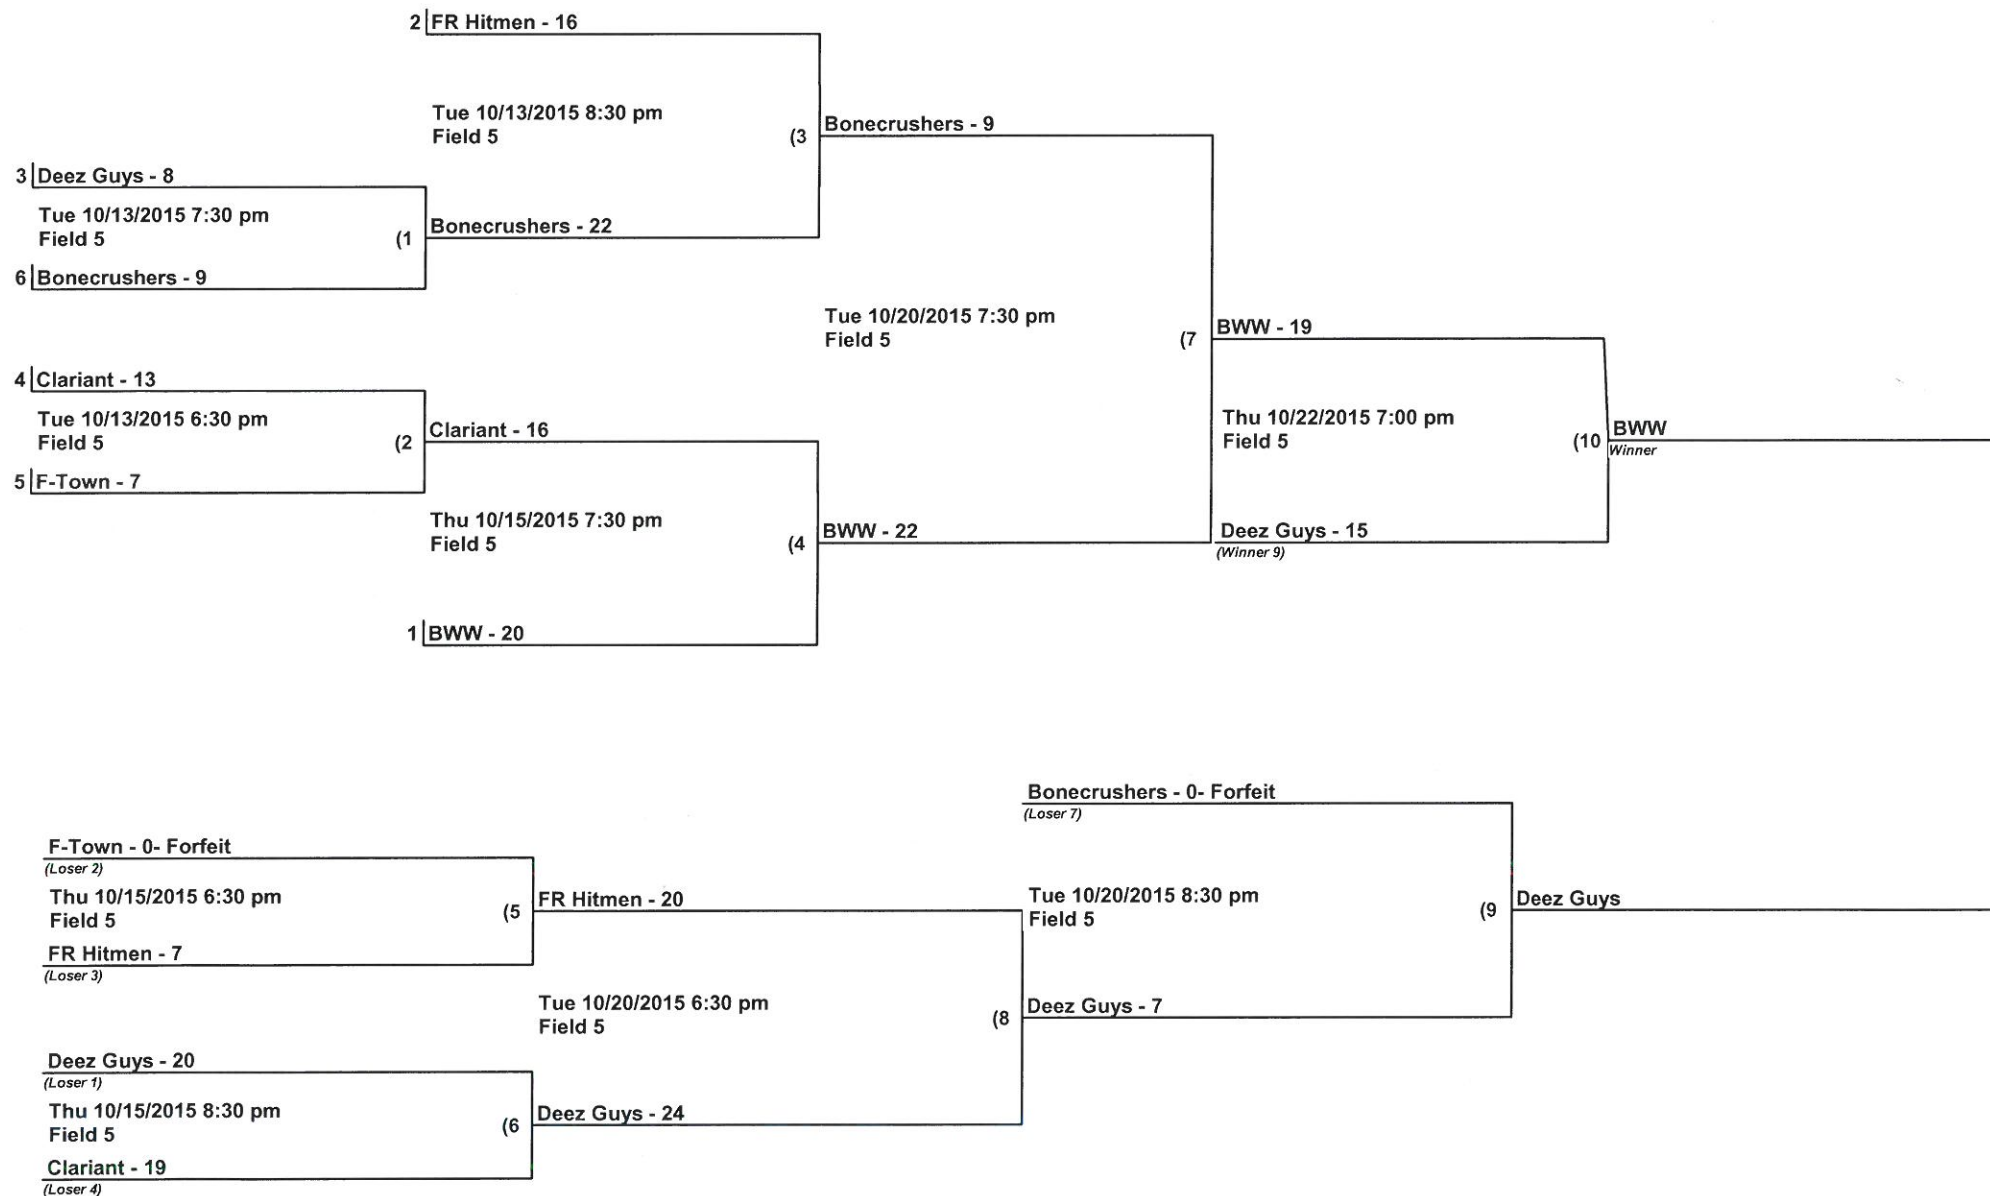 2 FR Hitmen - 16
Tue 10/13/2015 8:30 pm
Field 5
(3
Bonecrushers - 9
3 Deez Guys - 8
Tue 10/13/2015 7:30 pm
Field 5
(1
Bonecrushers - 22
6 Bonecrushers - 9
Tue 10/20/2015 7:30 pm
Field 5
(7
BWW - 19
4 Clariant - 13
Tue 10/13/2015 6:30 pm
Field 5
(2
Clariant - 16
5 F-Town - 7
Thu 10/22/2015 7:00 pm
Field 5
(10
BWW
Winner
Thu 10/15/2015 7:30 pm
Field 5
(4
BWW - 22
Deez Guys - 15
(Winner 9)
1 BWW - 20
Bonecrushers - 0- Forfeit
(Loser 7)
F-Town - 0- Forfeit
(Loser 2)
Thu 10/15/2015 6:30 pm
Field 5
(5
FR Hitmen - 20
Tue 10/20/2015 8:30 pm
Field 5
(9
Deez Guys
FR Hitmen - 7
(Loser 3)
Tue 10/20/2015 6:30 pm
Field 5
(8
Deez Guys - 7
Deez Guys - 20
(Loser 1)
Thu 10/15/2015 8:30 pm
Field 5
(6
Deez Guys - 24
Clariant - 19
(Loser 4)